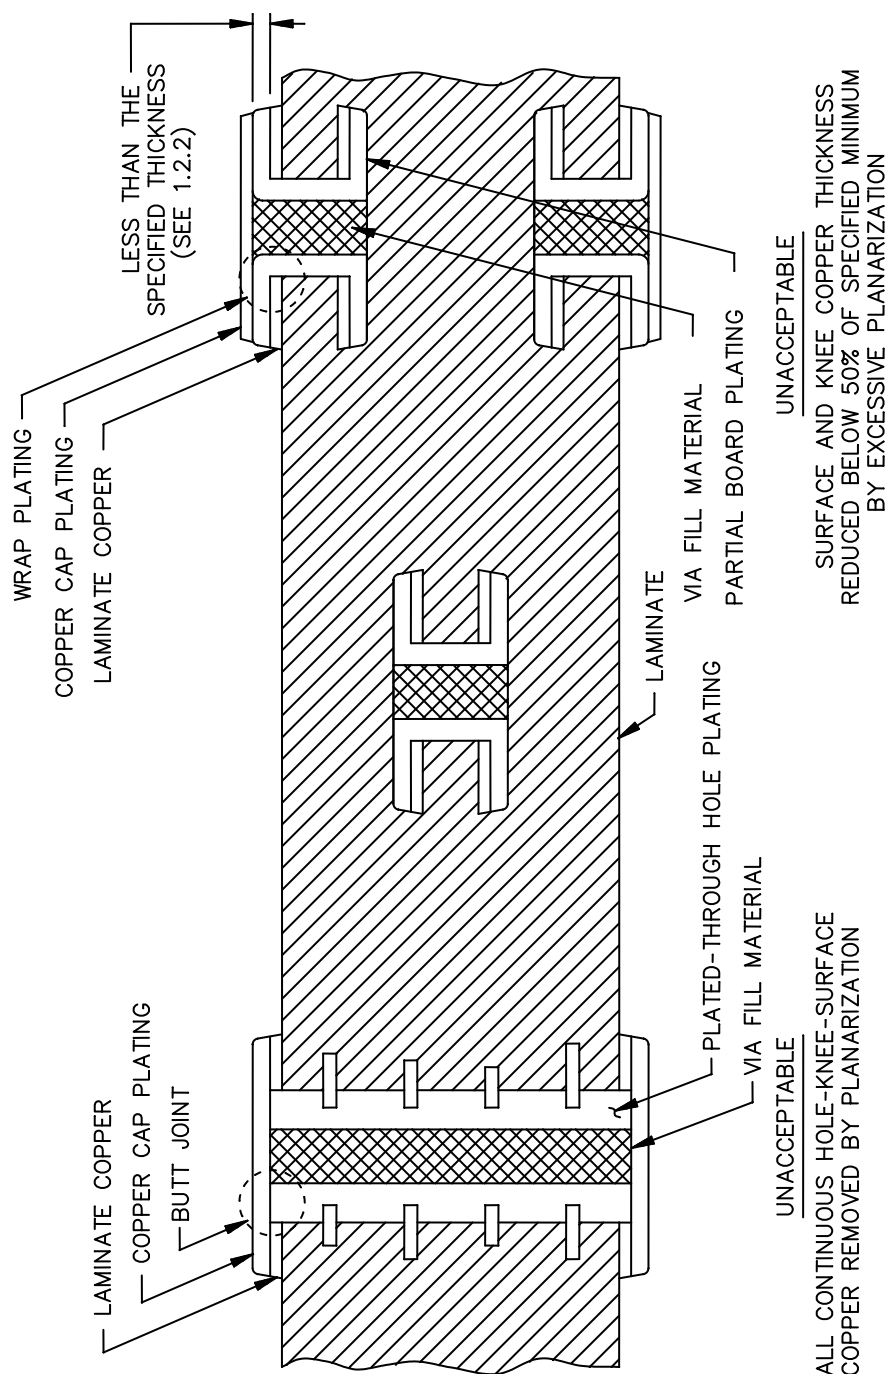 LAMINATE COPPER
COPPER CAP PLATING
BUTT JOINT
WRAP PLATING
COPPER CAP PLATING
LAMINATE COPPER
LESS THAN THE
SPECIFIED THICKNESS
(SEE 1.2.2)
PLATED-THROUGH HOLE PLATING
VIA FILL MATERIAL
LAMINATE
VIA FILL MATERIAL
PARTIAL BOARD PLATING
UNACCEPTABLE
ALL CONTINUOUS HOLE-KNEE-SURFACE
COPPER REMOVED BY PLANARIZATION
UNACCEPTABLE
SURFACE AND KNEE COPPER THICKNESS
REDUCED BELOW 50% OF SPECIFIED MINIMUM
BY EXCESSIVE PLANARIZATION